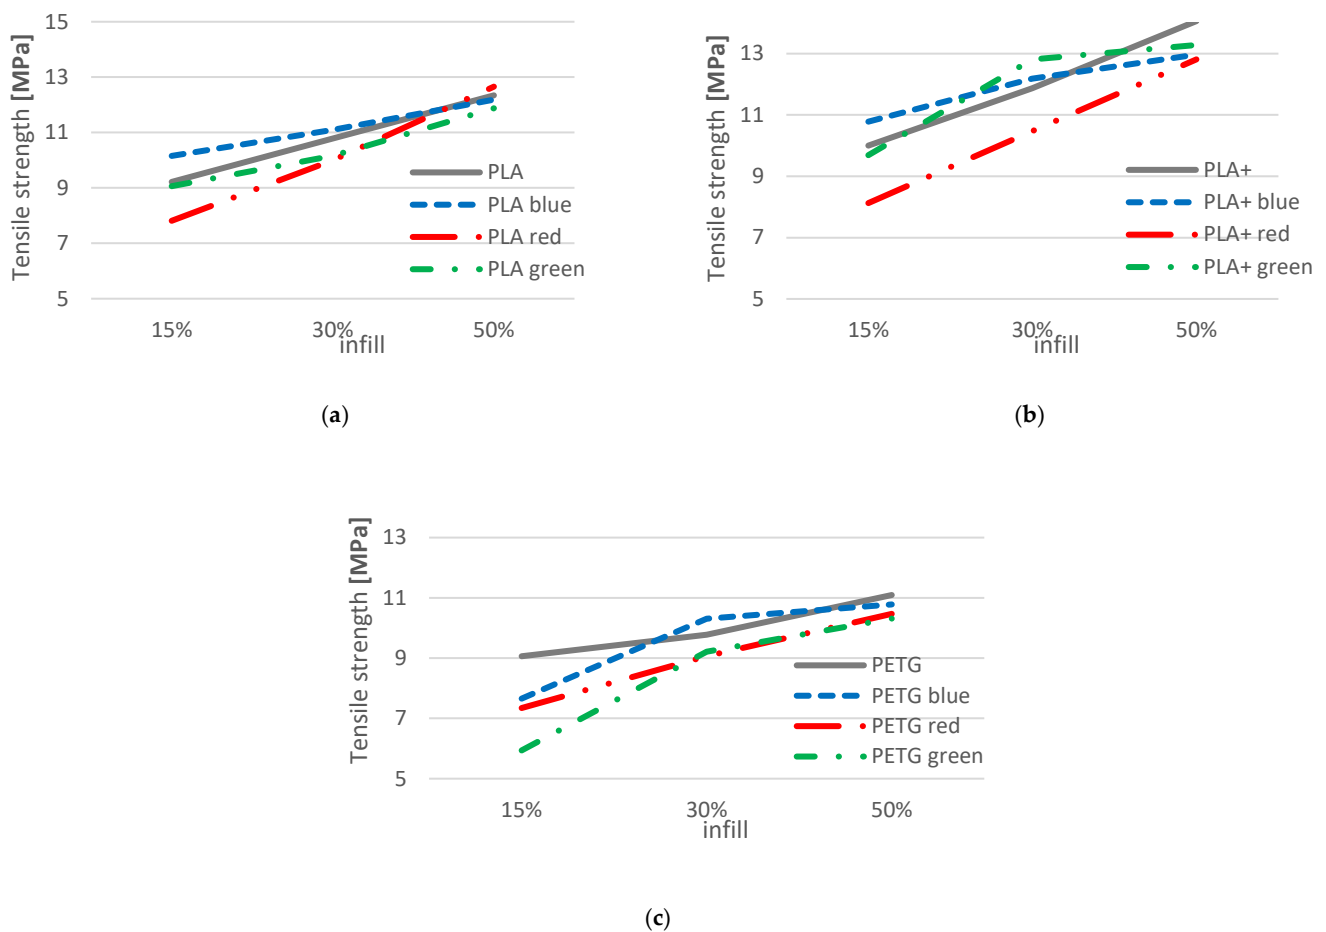 Tensile strength [MPa]
15
13
11
9
7
5
15%
30%
50%
infill
PLA
PLA blue
PLA red
PLA green
(a)
Tensile strength [MPa]
13
11
9
7
5
15%
30%
50%
infill
PLA+
PLA+ blue
PLA+ red
PLA+ green
(b)
Tensile strength [MPa]
13
11
9
7
5
15%
30%
50%
infill
PETG
PETG blue
PETG red
PETG green
(c)